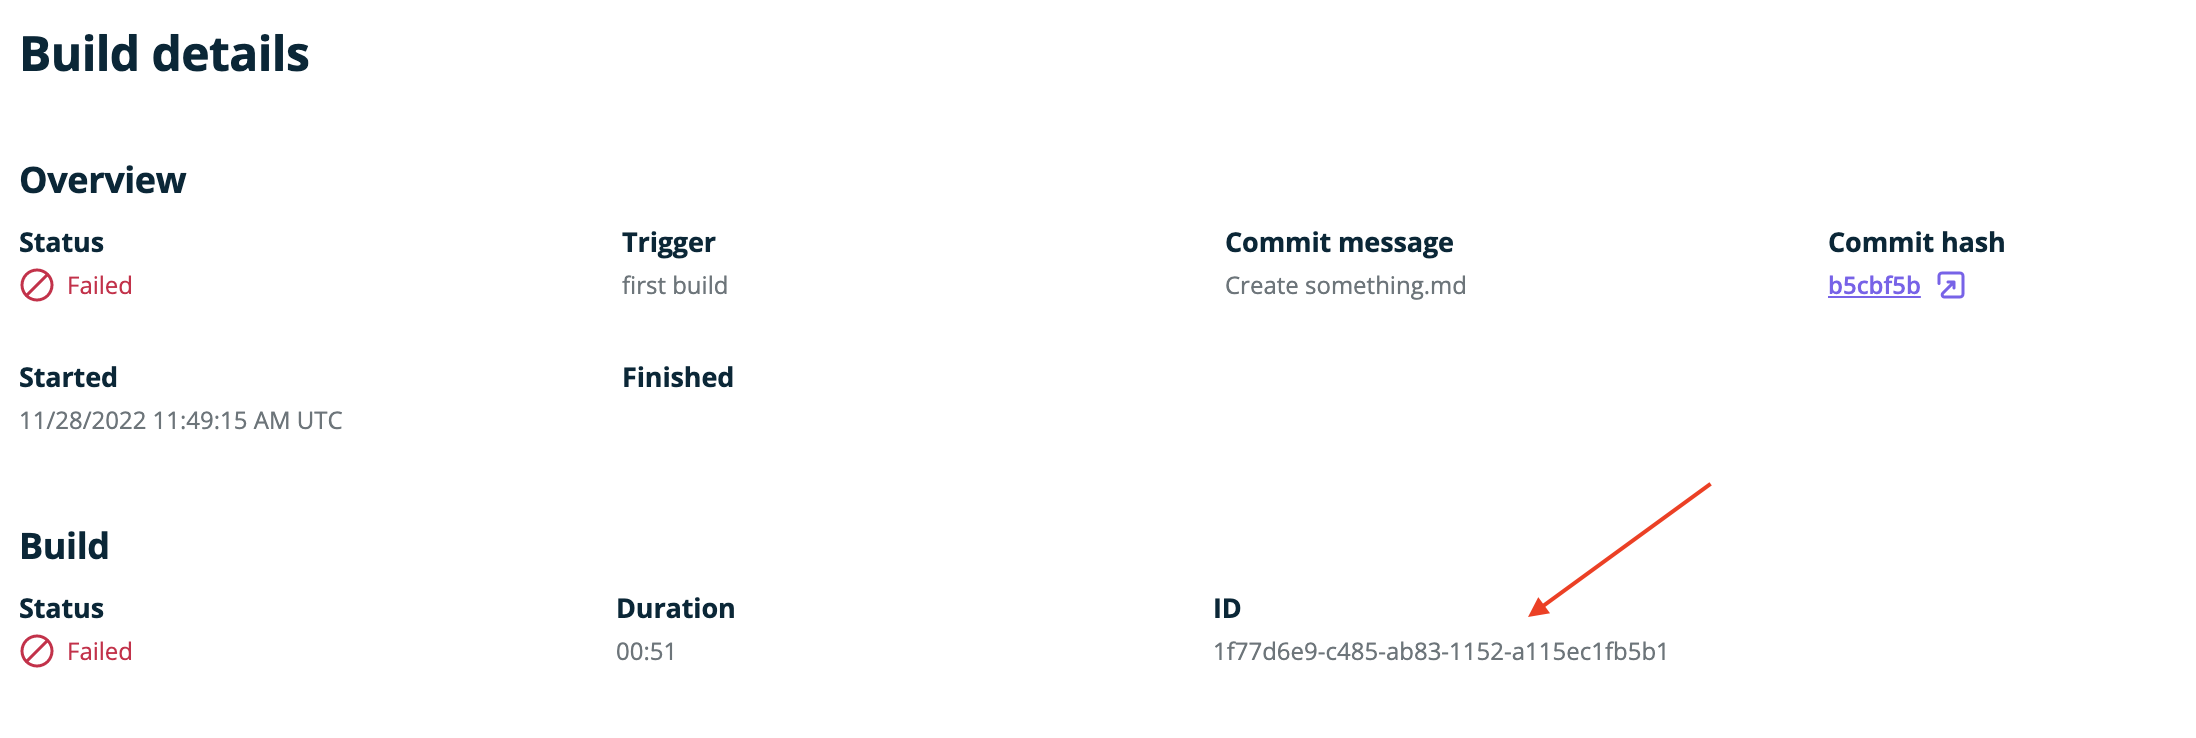 Build details
Overview
Status Trigger Commit message Commit hash
Failed first build Create something.md b5cbf5b
Started Finished
11/28/2022 11:49:15 AM UTC
Build
Status Duration ID
Failed 00:51 1f77d6e9-c485-ab83-1152-a115ec1fb5b1